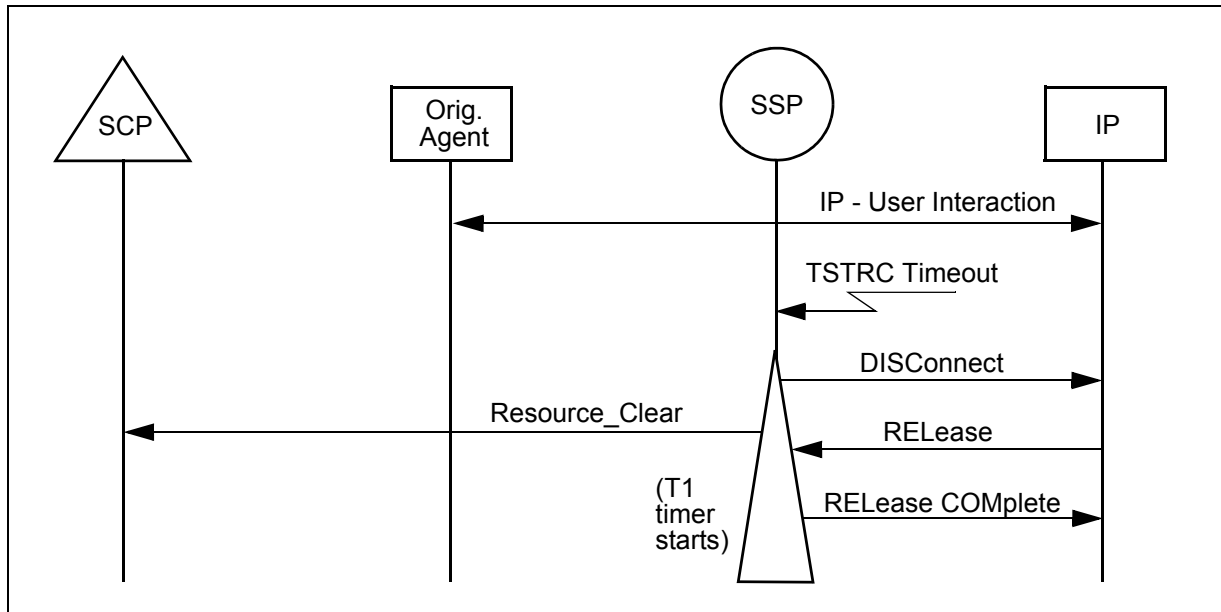 SCP
Orig.
Agent
SSP
IP
IP - User Interaction
TSTRC Timeout
DISConnect
Resource_Clear
RELease
(T1
timer
starts)
RELease COMplete